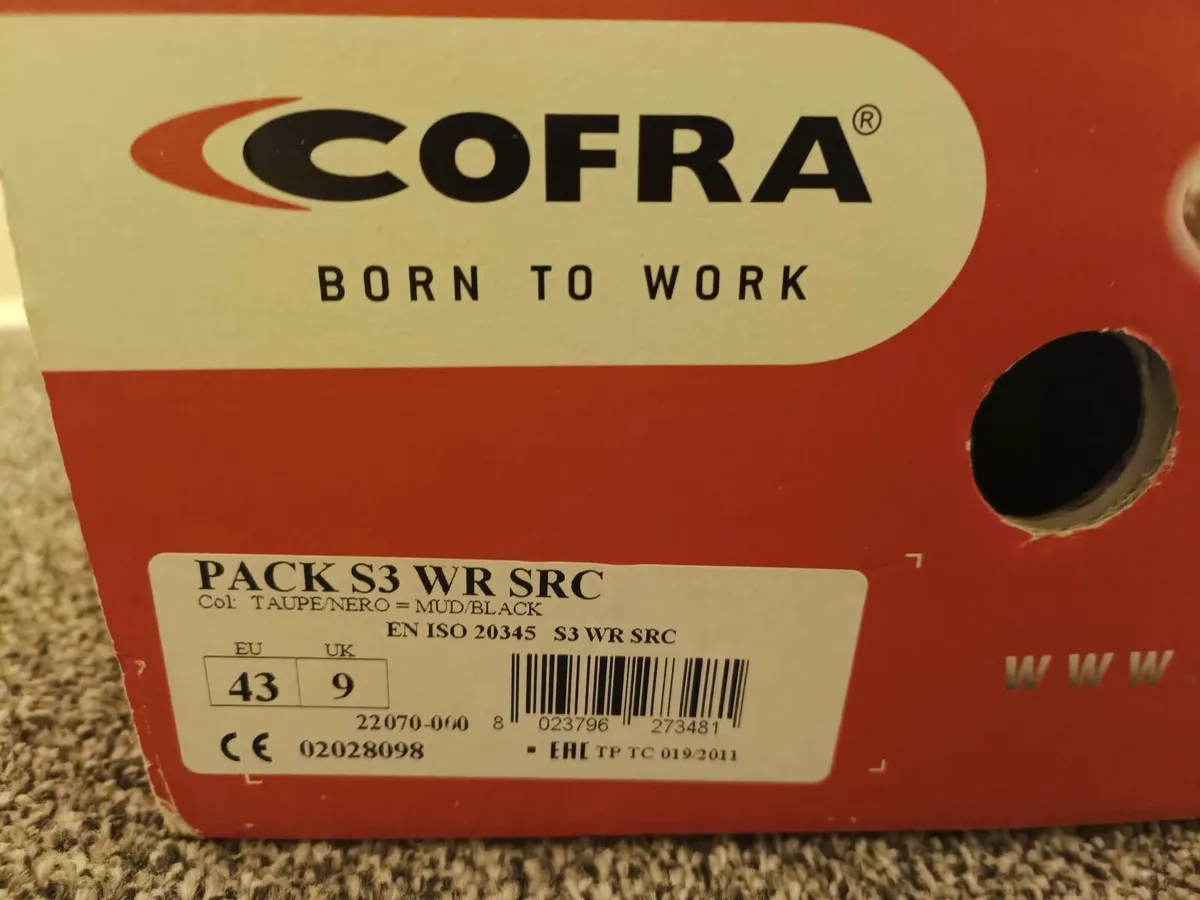 COFRA®
BORN TO WORK
PACK S3 WR SRC
Col: TAUPE/NERO = MUD/BLACK
EN ISO 20345 S3 WR SRC
EU UK
43 9
22070-000 8 023796 273481
CE 02028098 EAC TP TC 019/2011
WWW